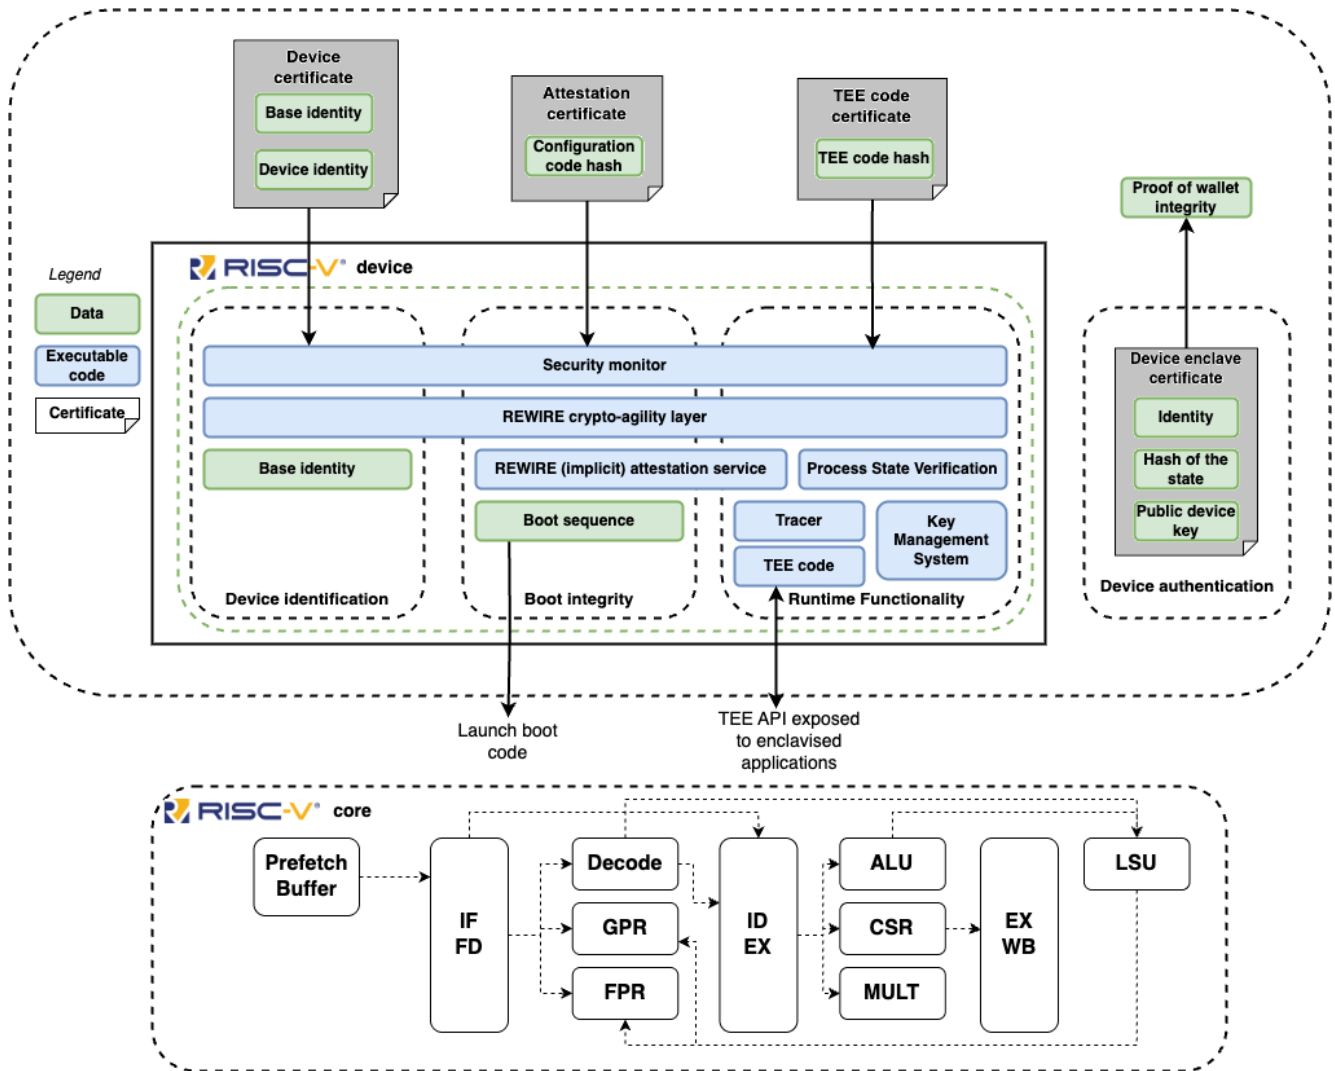 Device
certificate
Base identity
Device identity
Attestation
certificate
Configuration
code hash
TEE code
certificate
TEE code hash
Proof of wallet
integrity
Legend
Data
Executable
code
Certificate
RISC-V® device
Security monitor
REWIRE crypto-agility layer
Base identity
REWIRE (implicit) attestation service
Process State Verification
Boot sequence
Tracer
TEE code
Key
Management
System
Device identification
Boot integrity
Runtime Functionality
Device enclave
certificate
Identity
Hash of the
state
Public device
key
Device authentication
Launch boot
code
TEE API exposed
to enclavised
applications
RISC-V® core
Prefetch
Buffer
IF
FD
Decode
GPR
FPR
ID
EX
ALU
CSR
MULT
EX
WB
LSU